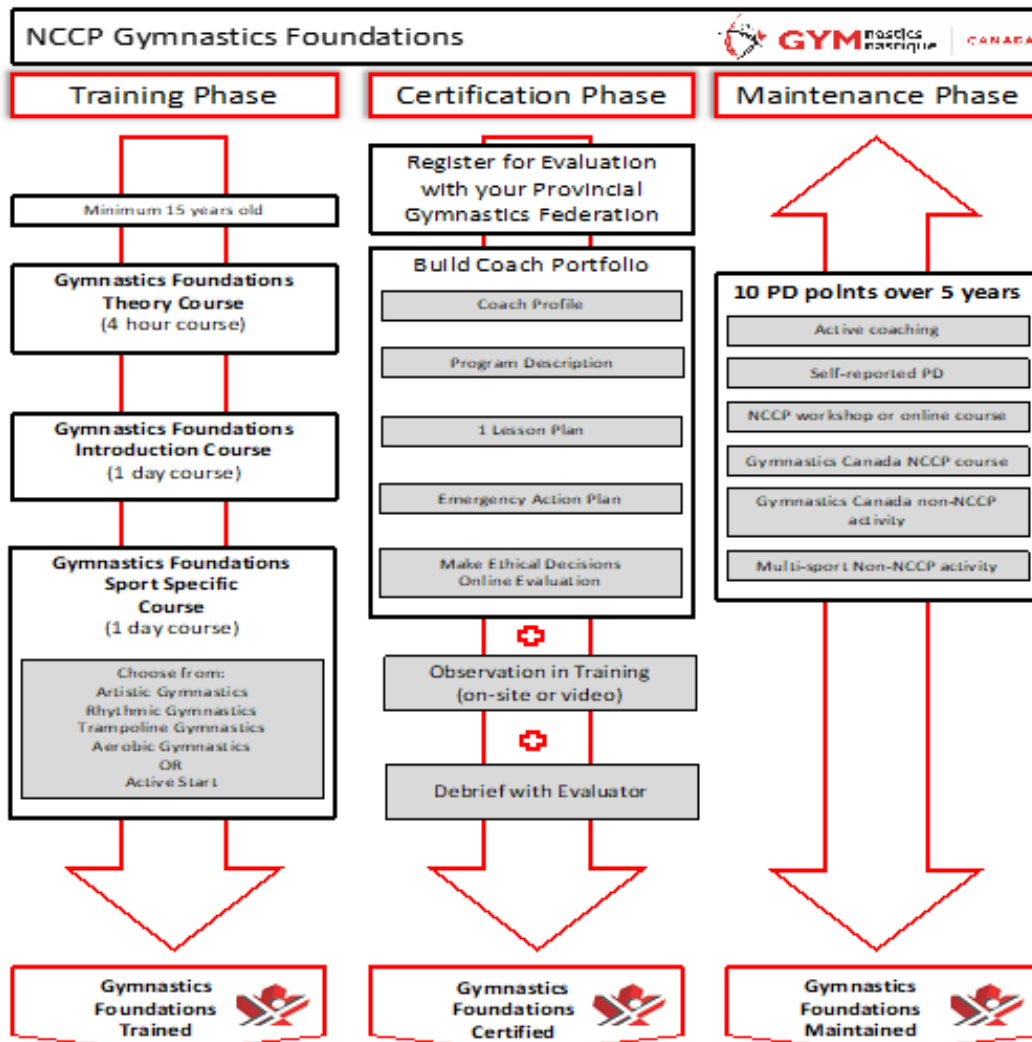 NCCP Gymnastics Foundations
GYMnastics
nastique
CANADA
Training Phase
Minimum 15 years old
Gymnastics Foundations
Theory Course
(4 hour course)
Gymnastics Foundations
Introduction Course
(1 day course)
Gymnastics Foundations
Sport Specific
Course
(1 day course)
Choose from:
Artistic Gymnastics
Rhythmic Gymnastics
Trampoline Gymnastics
Aerobic Gymnastics
OR
Active Start
Gymnastics
Foundations
Trained
Certification Phase
Register for Evaluation
with your Provincial
Gymnastics Federation
Build Coach Portfolio
Coach Profile
Program Description
1 Lesson Plan
Emergency Action Plan
Make Ethical Decisions
Online Evaluation
Observation in Training
(on-site or video)
Debrief with Evaluator
Gymnastics
Foundations
Certified
Maintenance Phase
10 PD points over 5 years
Active coaching
Self-reported PD
NCCP workshop or online course
Gymnastics Canada NCCP course
Gymnastics Canada non-NCCP
activity
Multi-sport Non-NCCP activity
Gymnastics
Foundations
Maintained